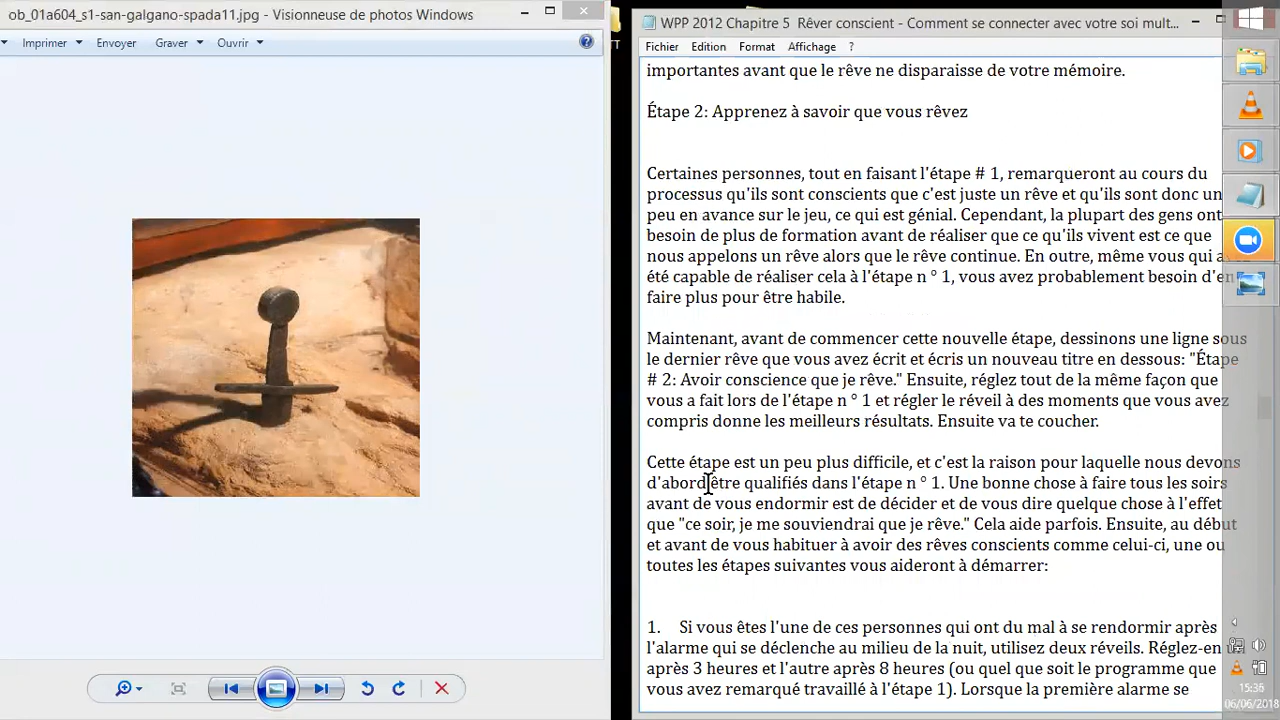 ob_01a604_s1-san-galgano-spada11.jpg - Visionneuse de photos Windows
Imprimer Envoyer Graver Ouvrir
WPP 2012 Chapitre 5 Rêver conscient - Comment se connecter avec votre soi mult...
Fichier Edition Format Affichage ?
importantes avant que le rêve ne disparaisse de votre mémoire.
Étape 2: Apprenez à savoir que vous rêvez
Certaines personnes, tout en faisant l'étape # 1, remarqueront au cours du
processus qu'ils sont conscients que c'est juste un rêve et qu'ils sont donc un
peu en avance sur le jeu, ce qui est génial. Cependant, la plupart des gens ont
besoin de plus de formation avant de réaliser que ce qu'ils vivent est ce que
nous appelons un rêve alors que le rêve continue. En outre, même vous qui
été capable de réaliser cela à l'étape n ° 1, vous avez probablement besoin d'en
faire plus pour être habile.
Maintenant, avant de commencer cette nouvelle étape, dessinons une ligne sous
le dernier rêve que vous avez écrit et écris un nouveau titre en dessous: "Étape
# 2: Avoir conscience que je rêve." Ensuite, réglez tout de la même façon que
vous a fait lors de l'étape n ° 1 et régler le réveil à des moments que vous avez
compris donne les meilleurs résultats. Ensuite va te coucher.
Cette étape est un peu plus difficile, et c'est la raison pour laquelle nous devons
d'abord être qualifiés dans l'étape n ° 1. Une bonne chose à faire tous les soirs
avant de vous endormir est de décider et de vous dire quelque chose à l'effet
que "ce soir, je me souviendrai que je rêve." Cela aide parfois. Ensuite, au début
et avant de vous habituer à avoir des rêves conscients comme celui-ci, une ou
toutes les étapes suivantes vous aideront à démarrer:
1. Si vous êtes l'une de ces personnes qui ont du mal à se rendormir après
l'alarme qui se déclenche au milieu de la nuit, utilisez deux réveils. Réglez-en
après 3 heures et l'autre après 8 heures (ou quel que soit le programme que
vous avez remarqué travaillé à l'étape 1). Lorsque la première alarme se
15:36
06/06/2018